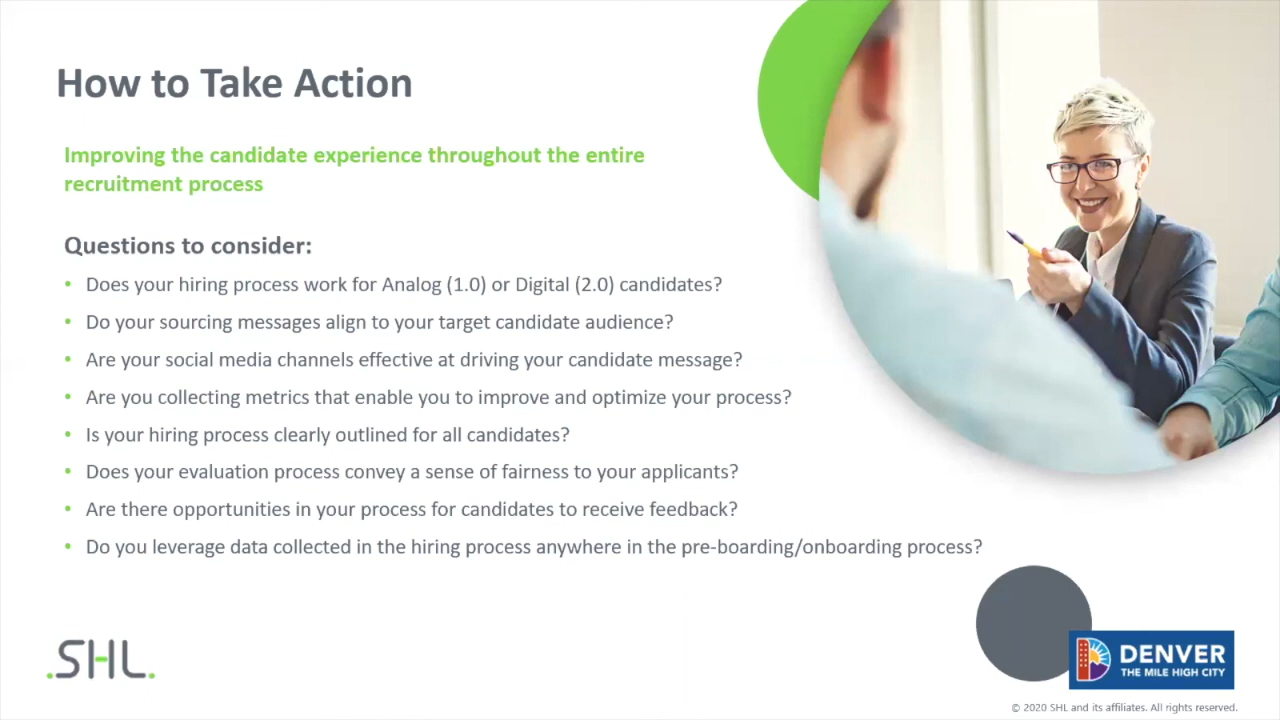 How to Take Action
Improving the candidate experience throughout the entire
recruitment process
Questions to consider:
• Does your hiring process work for Analog (1.0) or Digital (2.0) candidates?
• Do your sourcing messages align to your target candidate audience?
• Are your social media channels effective at driving your candidate message?
• Are you collecting metrics that enable you to improve and optimize your process?
• Is your hiring process clearly outlined for all candidates?
• Does your evaluation process convey a sense of fairness to your applicants?
• Are there opportunities in your process for candidates to receive feedback?
• Do you leverage data collected in the hiring process anywhere in the pre-boarding/onboarding process?
.SHL.
DENVER
THE MILE HIGH CITY
© 2020 SHL and its affiliates. All rights reserved.